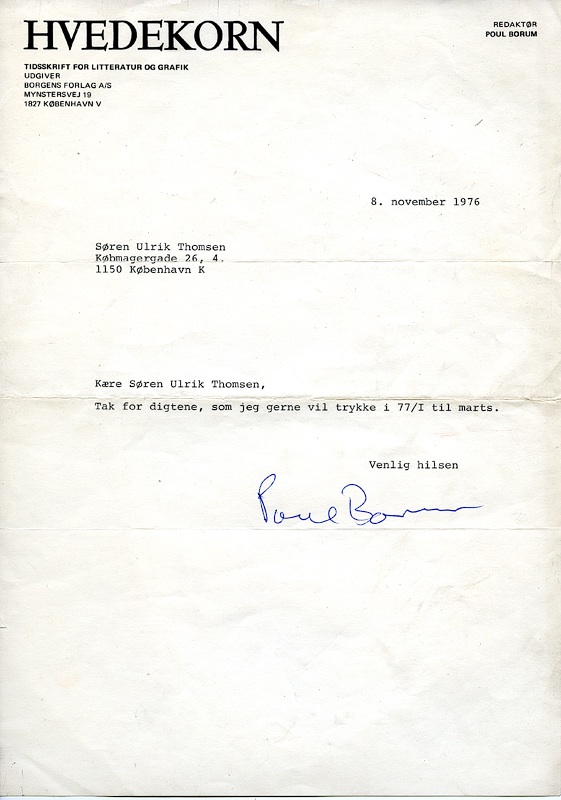 HVEDEKORN
REDAKTØR
POUL BORUM
TIDSSKRIFT FOR LITTERATUR OG GRAFIK
UDGIVER
BORGENS FORLAG A/S
MYNSTERSVEJ 19
1827 KØBENHAVN V
8. november 1976
Søren Ulrik Thomsen
Købmagergade 26, 4.
1150 København K
Kære Søren Ulrik Thomsen,
Tak for digtene, som jeg gerne vil trykke i 77/I til marts.
Venlig hilsen
Poul Borum